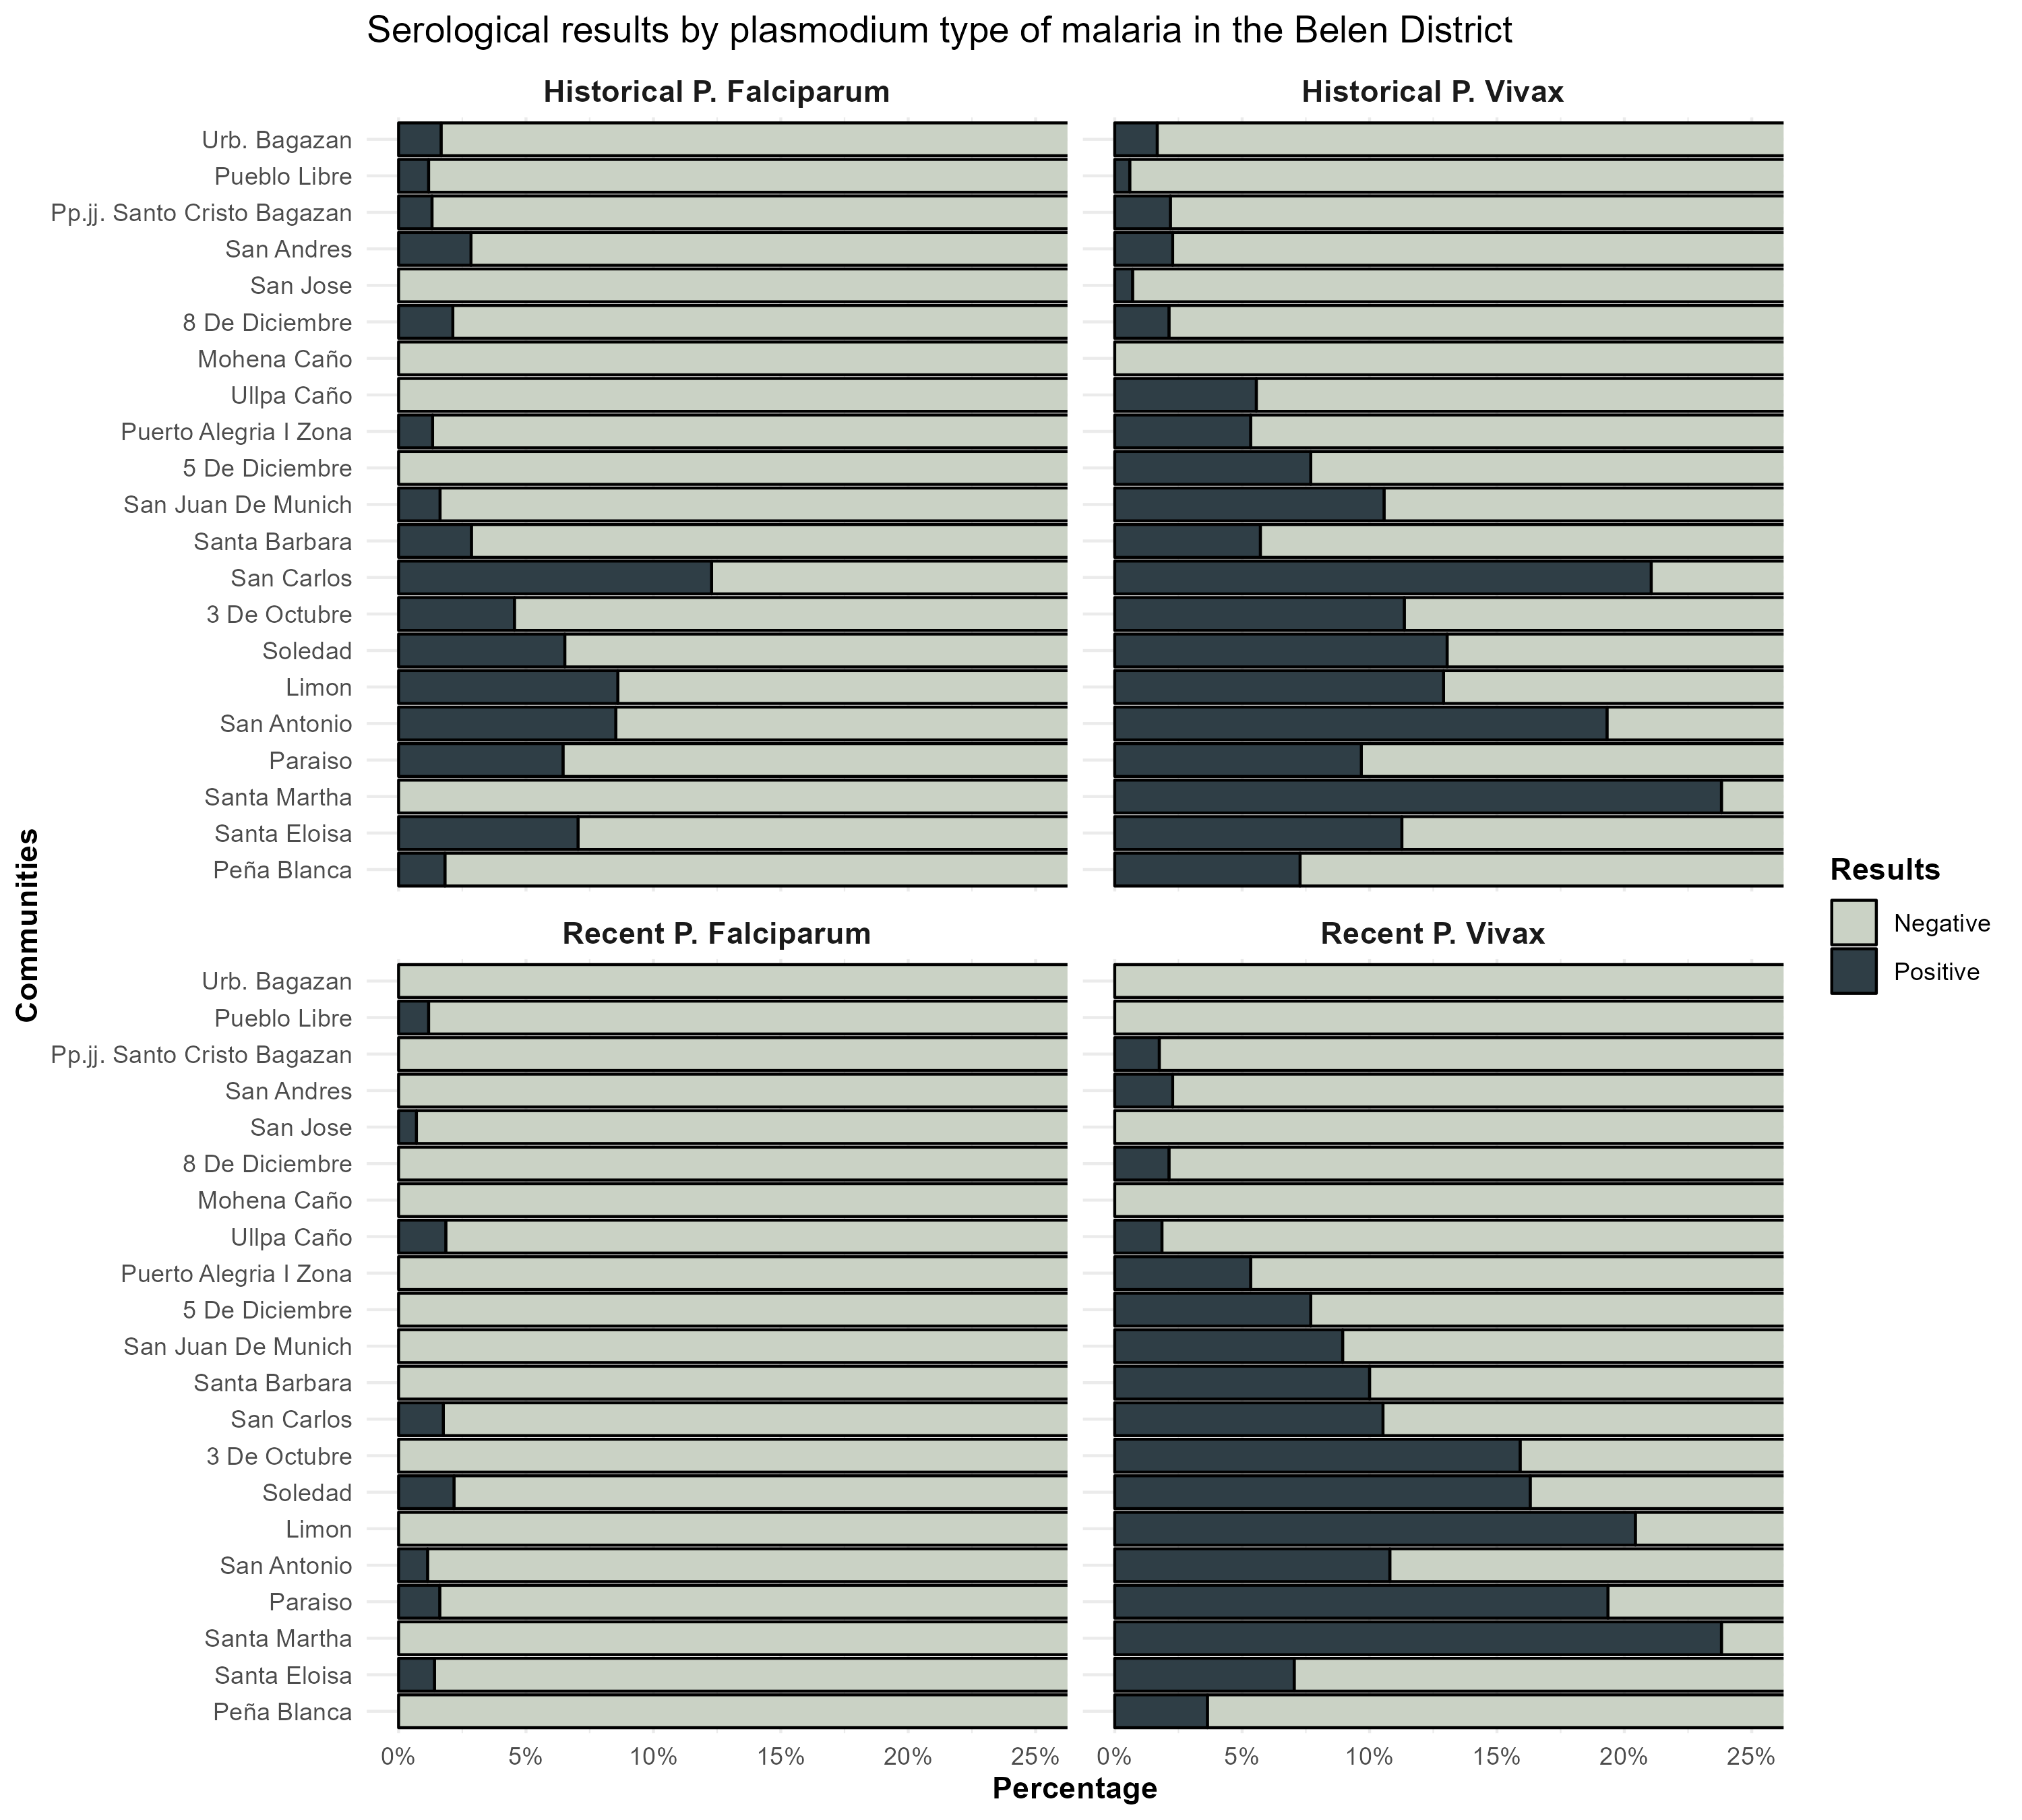 Serological results by plasmodium type of malaria in the Belen District
Historical P. Falciparum
Historical P. Vivax
Urb. Bagazan
Pueblo Libre
Pp.jj. Santo Cristo Bagazan
San Andres
San Jose
8 De Diciembre
Mohena Caño
Ullpa Caño
Puerto Alegria I Zona
5 De Diciembre
San Juan De Munich
Santa Barbara
San Carlos
3 De Octubre
Soledad
Limon
San Antonio
Paraiso
Santa Martha
Santa Eloisa
Peña Blanca
Communities
Recent P. Falciparum
Recent P. Vivax
Urb. Bagazan
Pueblo Libre
Pp.jj. Santo Cristo Bagazan
San Andres
San Jose
8 De Diciembre
Mohena Caño
Ullpa Caño
Puerto Alegria I Zona
5 De Diciembre
San Juan De Munich
Santa Barbara
San Carlos
3 De Octubre
Soledad
Limon
San Antonio
Paraiso
Santa Martha
Santa Eloisa
Peña Blanca
0% 5% 10% 15% 20% 25%
0% 5% 10% 15% 20% 25%
Percentage
Results
Negative
Positive